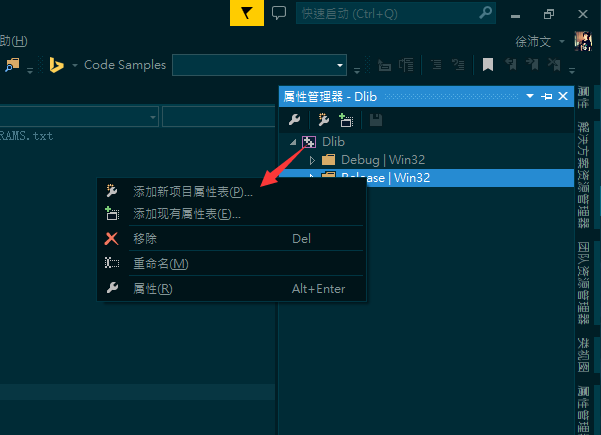 快速启动 (Ctrl+Q)
助(H)
徐沛文
Code Samples
属性管理器 - Dlib
RAMS.txt
Dlib
Debug | Win32
Release | Win32
添加新项目属性表(P)...
添加现有属性表(E)...
移除 Del
重命名(M)
属性(R) Alt+Enter
属性
解决方案资源管理器
团队资源管理器
类视图
属性管理器